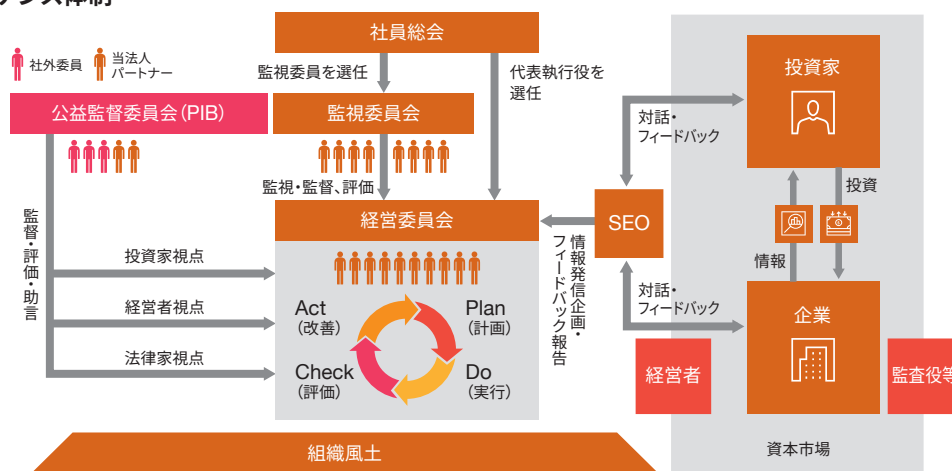 社員総会
社外委員
当法人
パートナー
監視委員を選任
代表執行役を
選任
公益監督委員会（PIB）
監視委員会
監視・監督、評価
経営委員会
監督・評価・助言
投資家視点
経営者視点
法律家視点
Act
（改善）
Plan
（計画）
Check
（評価）
Do
（実行）
情報発信企画・
フィードバック報告
SEO
対話・
フィードバック
対話・
フィードバック
投資家
投資
情報
企業
経営者
監査役等
資本市場
組織風土